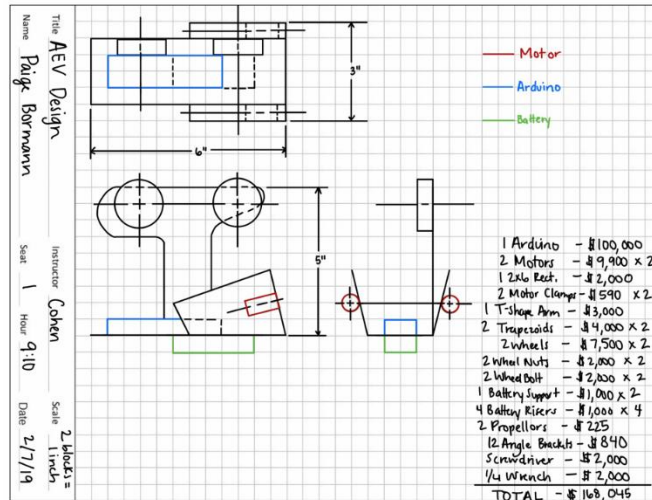 Title AEV Design
Name Paige Bormann
Instructor Cohen
Seat 1
Hour 9:10
Scale 2 blocks = 1 inch
Date 2/7/19
3"
6"
5"
Motor
Arduino
Battery
1 Arduino - $100,000
2 Motors - $9,900 x 2
1 2x6 Rect. - $2,000
2 Motor Clamps - $590 x 2
1 T-Shape Arm - $3,000
2 Trapezoids - $4,000 x 2
2 Wheels - $7,500 x 2
2 Wheel Nuts - $2,000 x 2
2 Wheel Bolt - $2,000 x 2
1 Battery Support - $1,000 x 2
4 Battery Risers - $1,000 x 4
2 Propellors - $225
12 Angle Brackets - $840
Screwdriver - $2,000
1/4 Wrench - $2,000
TOTAL - $168,045